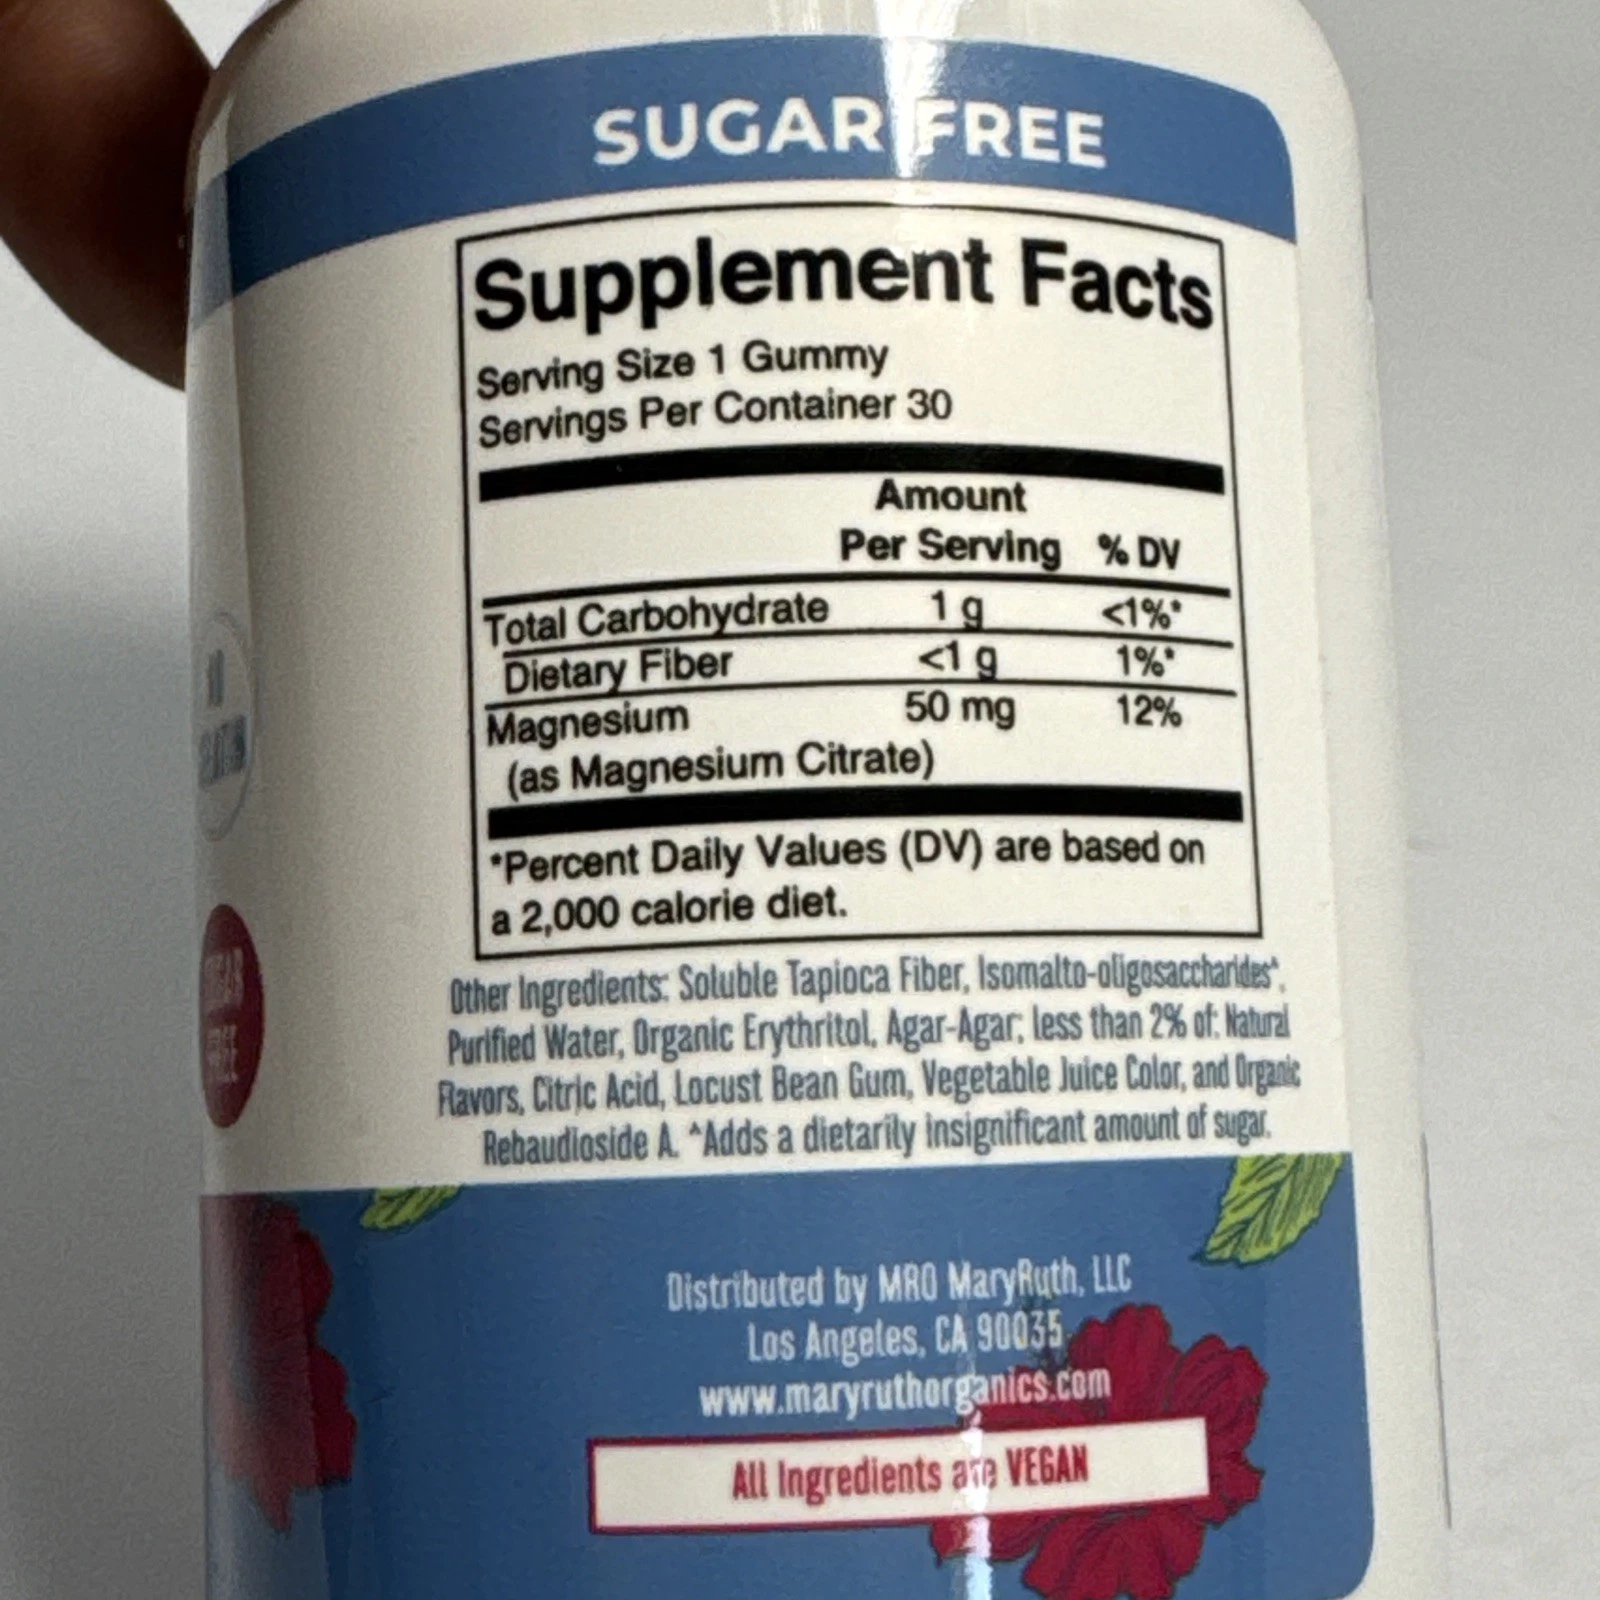 SUGAR FREE
Supplement Facts
Serving Size 1 Gummy
Servings Per Container 30
Amount
Per Serving % DV
Total Carbohydrate 1 g <1%*
Dietary Fiber <1 g 1%*
Magnesium 50 mg 12%
(as Magnesium Citrate)
*Percent Daily Values (DV) are based on
a 2,000 calorie diet.
Other Ingredients: Soluble Tapioca Fiber, Isomalto-oligosaccharides^,
Purified Water, Organic Erythritol, Agar-Agar; less than 2% of: Natural
Flavors, Citric Acid, Locust Bean Gum, Vegetable Juice Color, and Organic
Rebaudioside A. ^Adds a dietarily insignificant amount of sugar.
Distributed by MRO MaryRuth, LLC
Los Angeles, CA 90035
www.maryruthorganics.com
All Ingredients are VEGAN